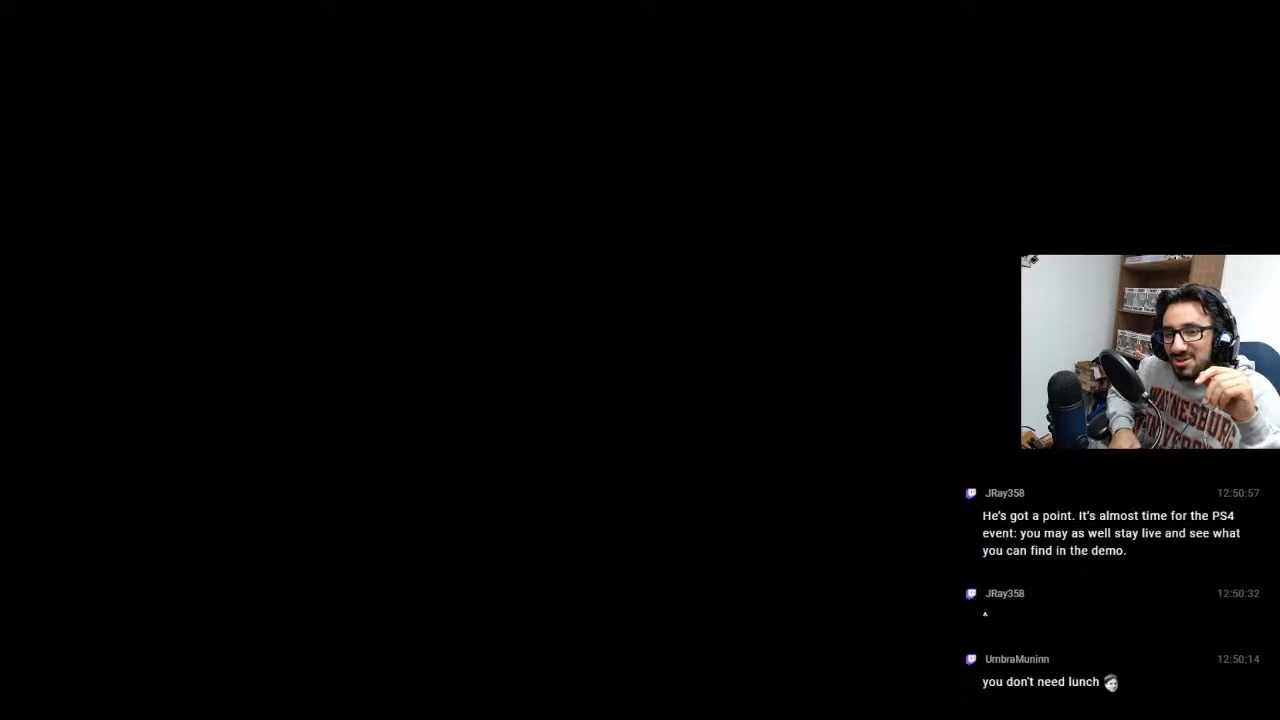 WAYNESBURG
UNIVERSITY
JRay358 12:50:57
He's got a point. It's almost time for the PS4
event: you may as well stay live and see what
you can find in the demo.
JRay358 12:50:32
^
UmbraMuninn 12:50:14
you don't need lunch